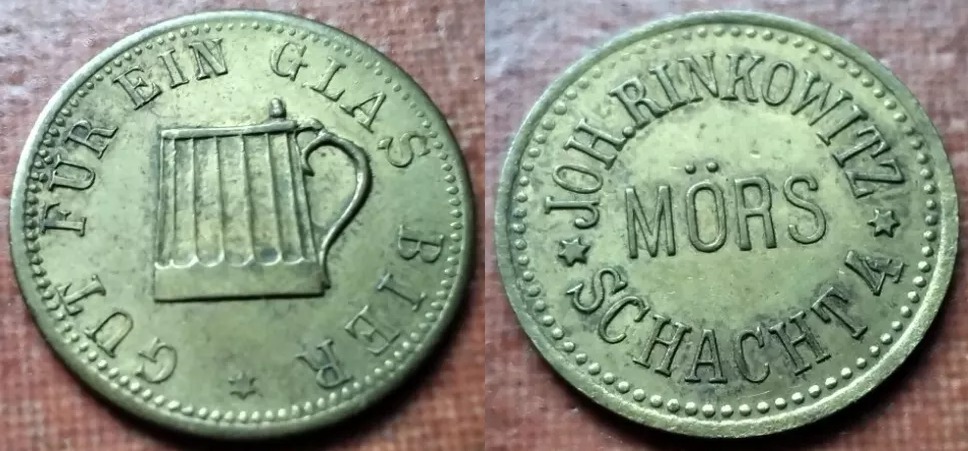 GUT FÜR EIN GLAS BIER
JOH. RINKOWITZ
MÖRS
SCHACHT 4